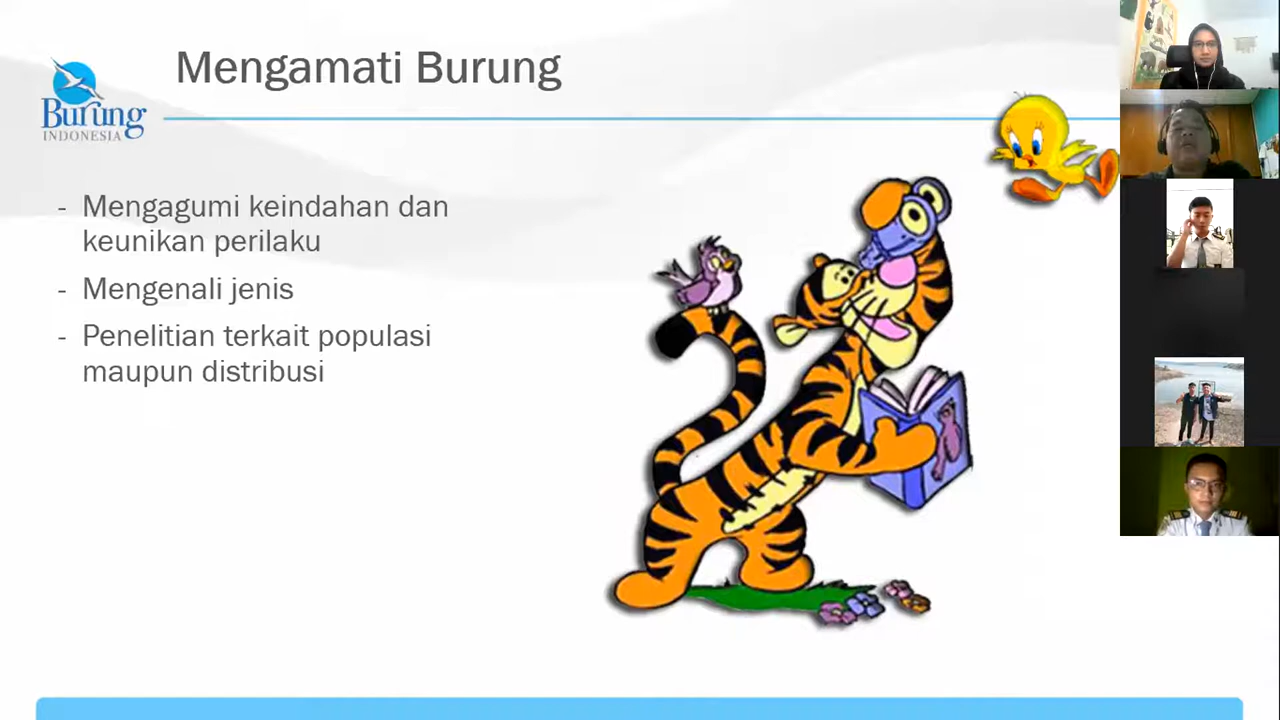 Mengamati Burung
Burung
INDONESIA
- Mengagumi keindahan dan
keunikan perilaku
- Mengenali jenis
- Penelitian terkait populasi
maupun distribusi